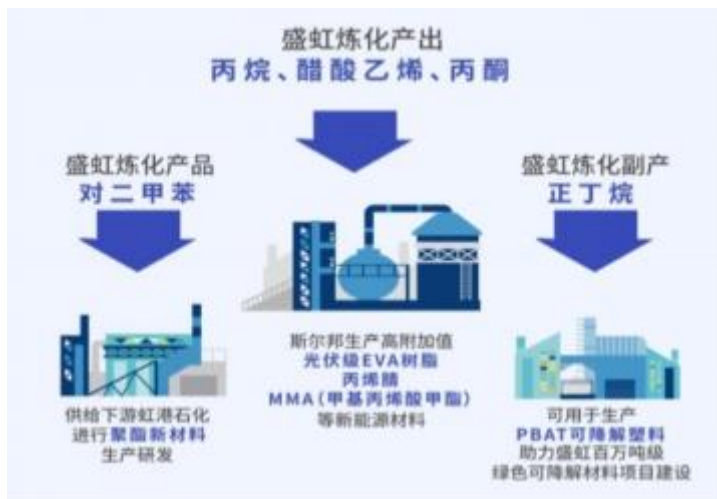 盛虹炼化产出
丙烷、醋酸乙烯、丙酮
盛虹炼化产品
对二甲苯
供给下游虹港石化
进行聚酯新材料
生产研发
斯尔邦生产高附加值
光伏级EVA树脂
丙烯腈
MMA(甲基丙烯酸甲酯)
等新能源材料
盛虹炼化副产
正丁烷
可用于生产
PBAT可降解塑料
助力盛虹百万吨级
绿色可降解材料项目建设